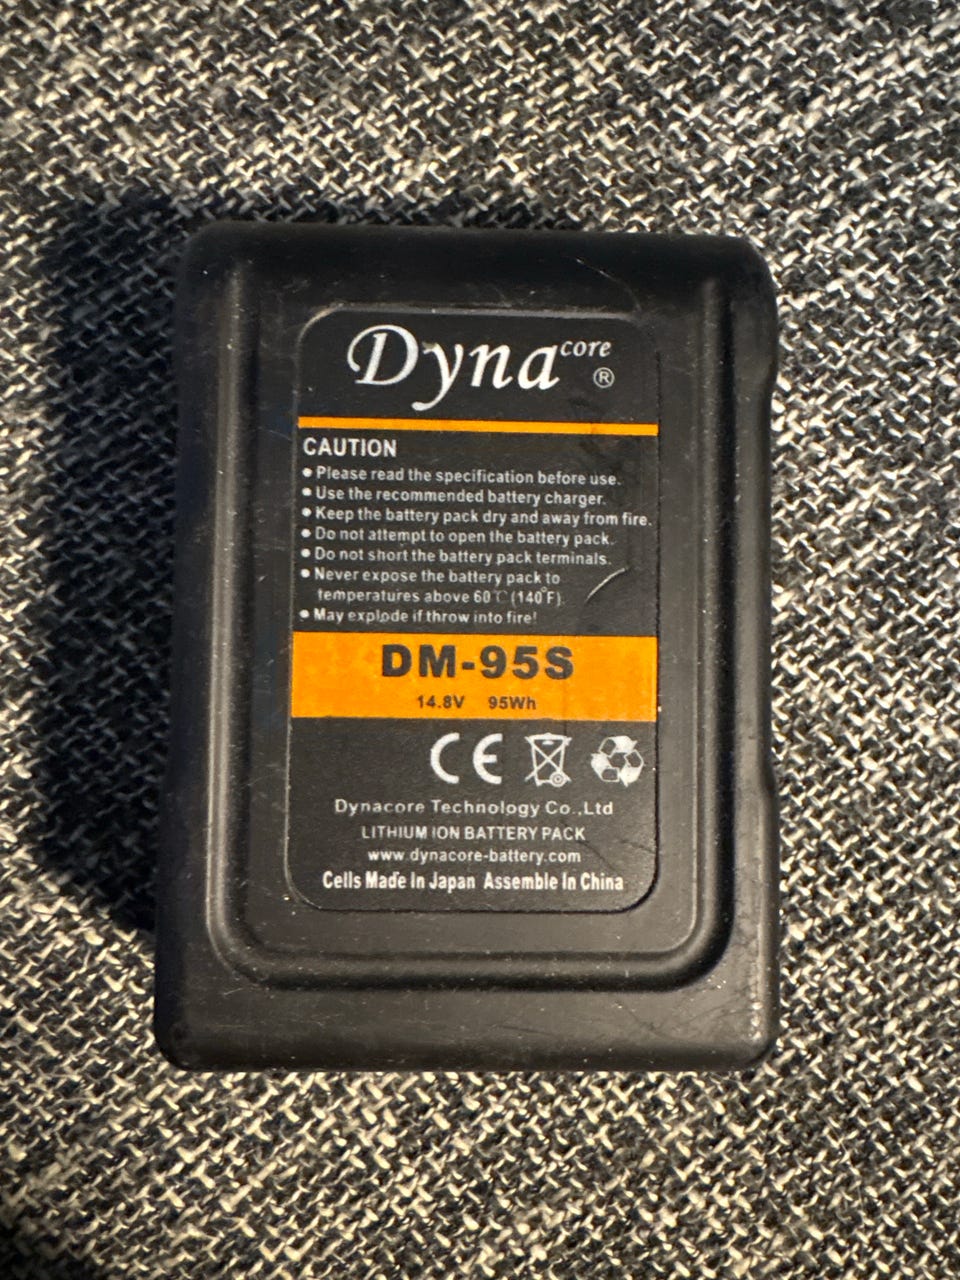 Dynacore
®
CAUTION
● Please read the specification before use.
● Use the recommended battery charger.
● Keep the battery pack dry and away from fire.
● Do not attempt to open the battery pack.
● Do not short the battery pack terminals.
● Never expose the battery pack to
temperatures above 60℃(140°F)
● May explode if throw into fire!
DM-95S
14.8V 95Wh
CE
Dynacore Technology Co.,Ltd
LITHIUM ION BATTERY PACK
www.dynacore-battery.com
Cells Made In Japan Assemble In China